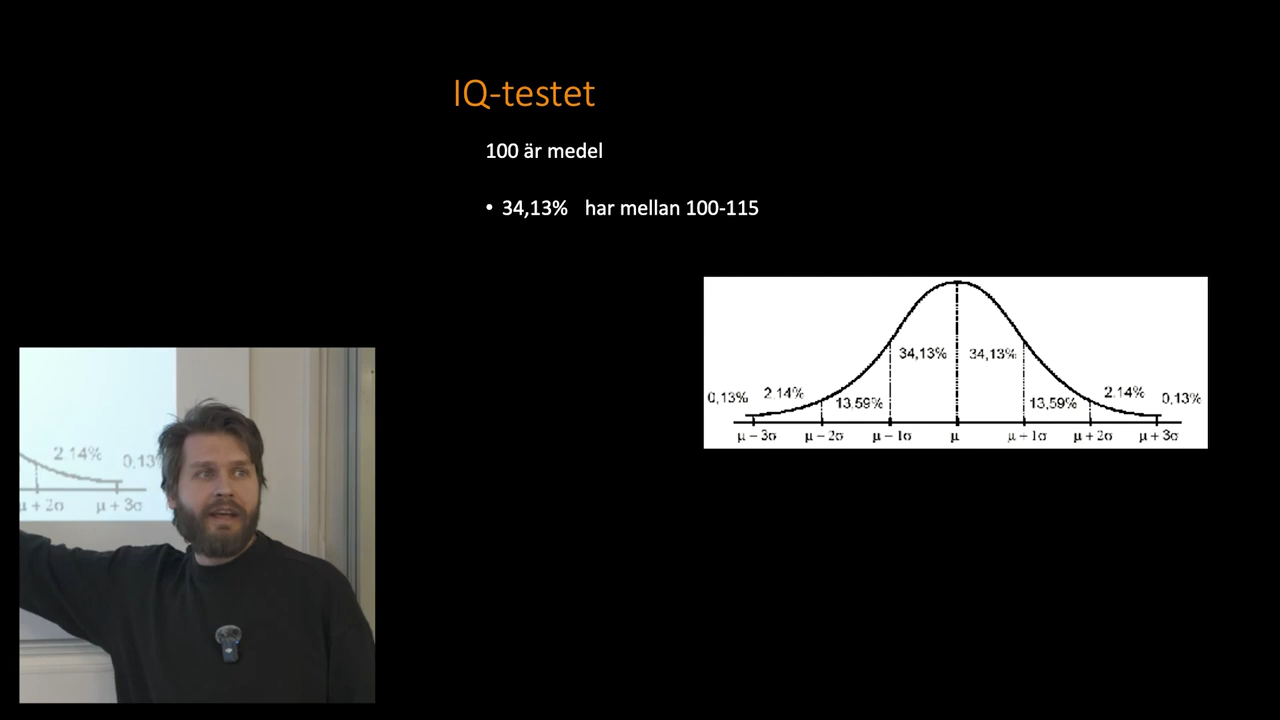 IQ-testet
100 är medel
• 34,13% har mellan 100-115
34,13% 34,13%
0,13% 2.14% 13.59% 13,59% 2.14% 0,13%
μ − 3σ μ − 2σ μ − 1σ μ μ + 1σ μ + 2σ μ + 3σ
2.14% 0.13%
μ + 2σ μ + 3σ